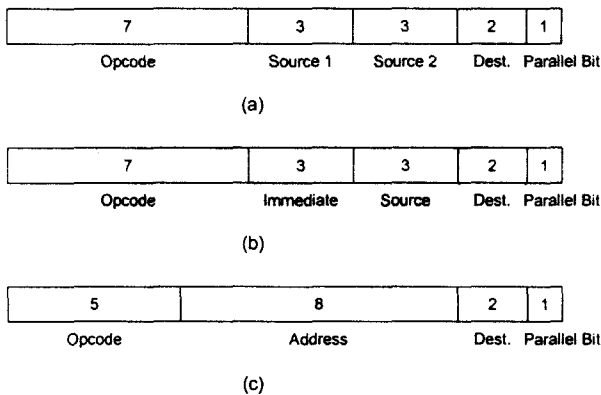 7 3 3 2 1
Opcode Source 1 Source 2 Dest. Parallel Bit
(a)
7 3 3 2 1
Opcode Immediate Source Dest. Parallel Bit
(b)
5 8 2 1
Opcode Address Dest. Parallel Bit
(c)